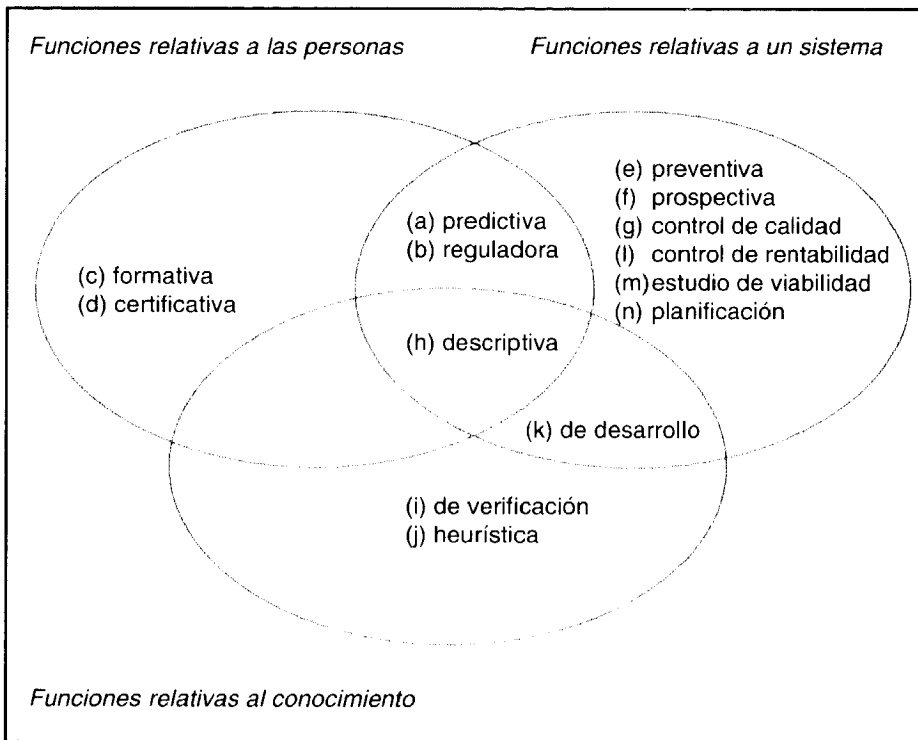 Funciones relativas a las personas
Funciones relativas a un sistema
(e) preventiva
(f) prospectiva
(g) control de calidad
(l) control de rentabilidad
(m)estudio de viabilidad
(n) planificación
(a) predictiva
(b) reguladora
(c) formativa
(d) certificativa
(h) descriptiva
(k) de desarrollo
(i) de verificación
(j) heurística
Funciones relativas al conocimiento